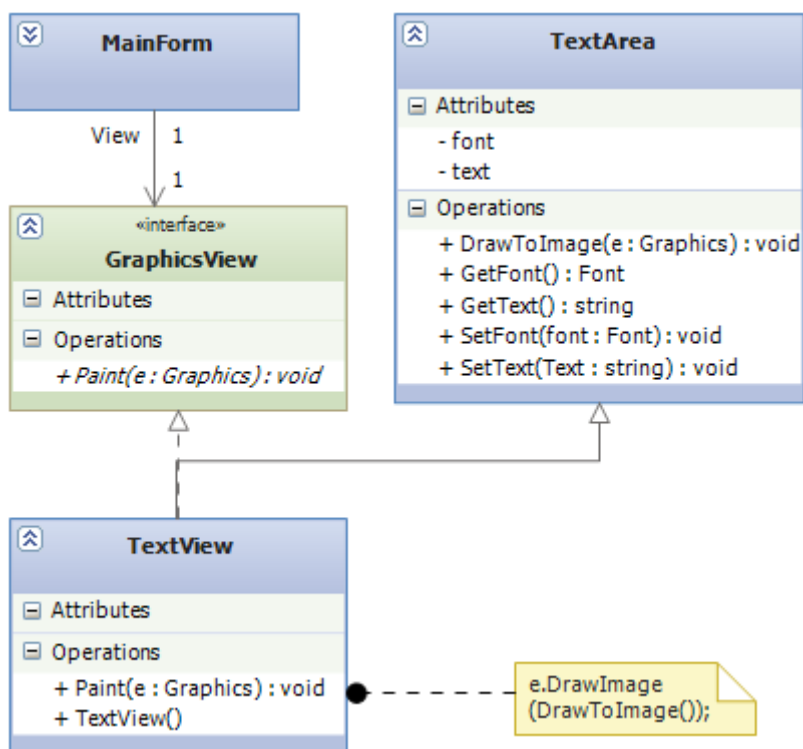 MainForm
View 1
1
«interface»
GraphicsView
Attributes
Operations
+ Paint(e : Graphics) : void
TextArea
Attributes
- font
- text
Operations
+ DrawToImage(e : Graphics) : void
+ GetFont() : Font
+ GetText() : string
+ SetFont(font : Font) : void
+ SetText(Text : string) : void
TextView
Attributes
Operations
+ Paint(e : Graphics) : void
+ TextView()
e.DrawImage
(DrawToImage());